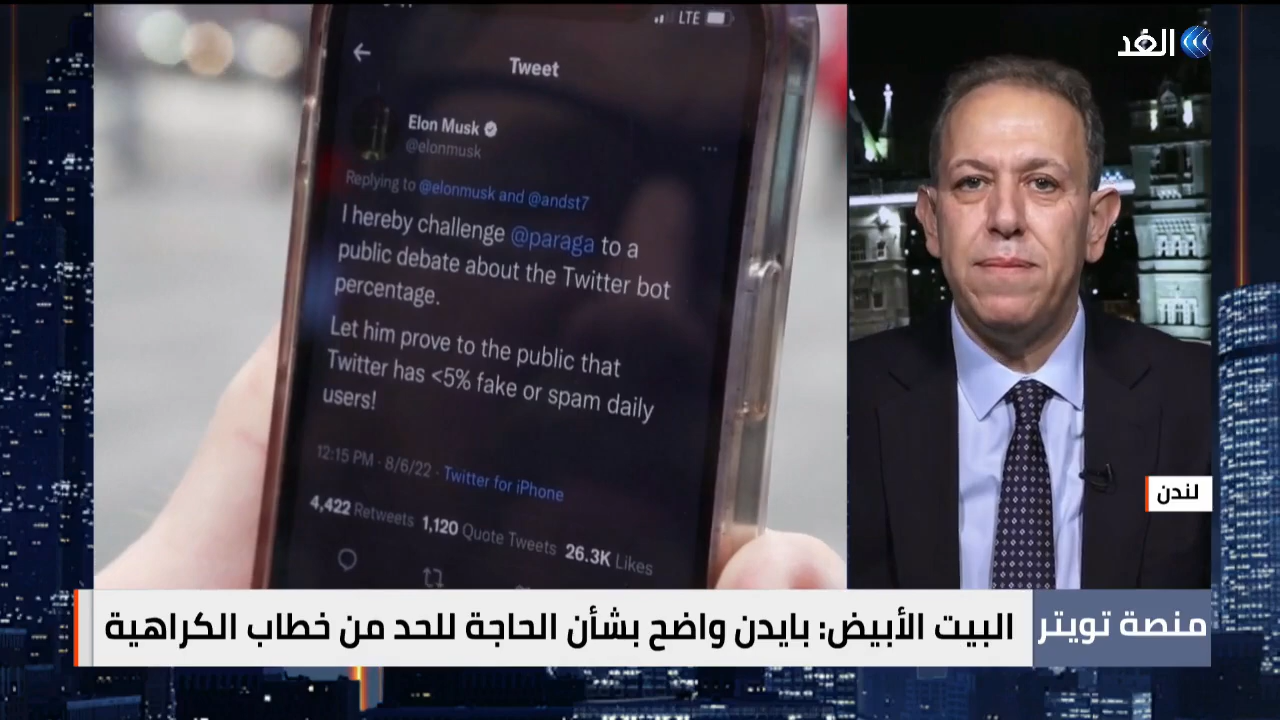 الغد
LTE
Tweet
Elon Musk
@elonmusk
Replying to @elonmusk and @andst7
I hereby challenge @paraga to a
public debate about the Twitter bot
percentage.
Let him prove to the public that
Twitter has <5% fake or spam daily
users!
12:15 PM · 8/6/22 · Twitter for iPhone
4,422 Retweets 1,120 Quote Tweets 26.3K Likes
لندن
منصة تويتر
البيت الأبيض: بايدن واضح بشأن الحاجة للحد من خطاب الكراهية